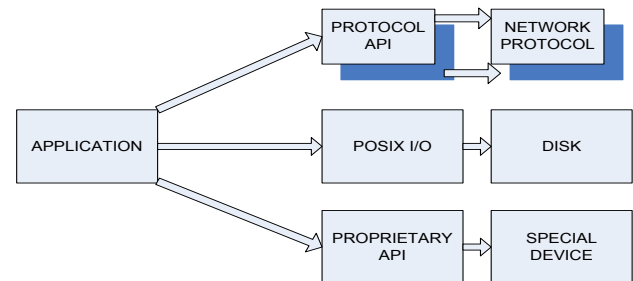 PROTOCOL
API
NETWORK
PROTOCOL
APPLICATION
POSIX I/O
DISK
PROPRIETARY
API
SPECIAL
DEVICE